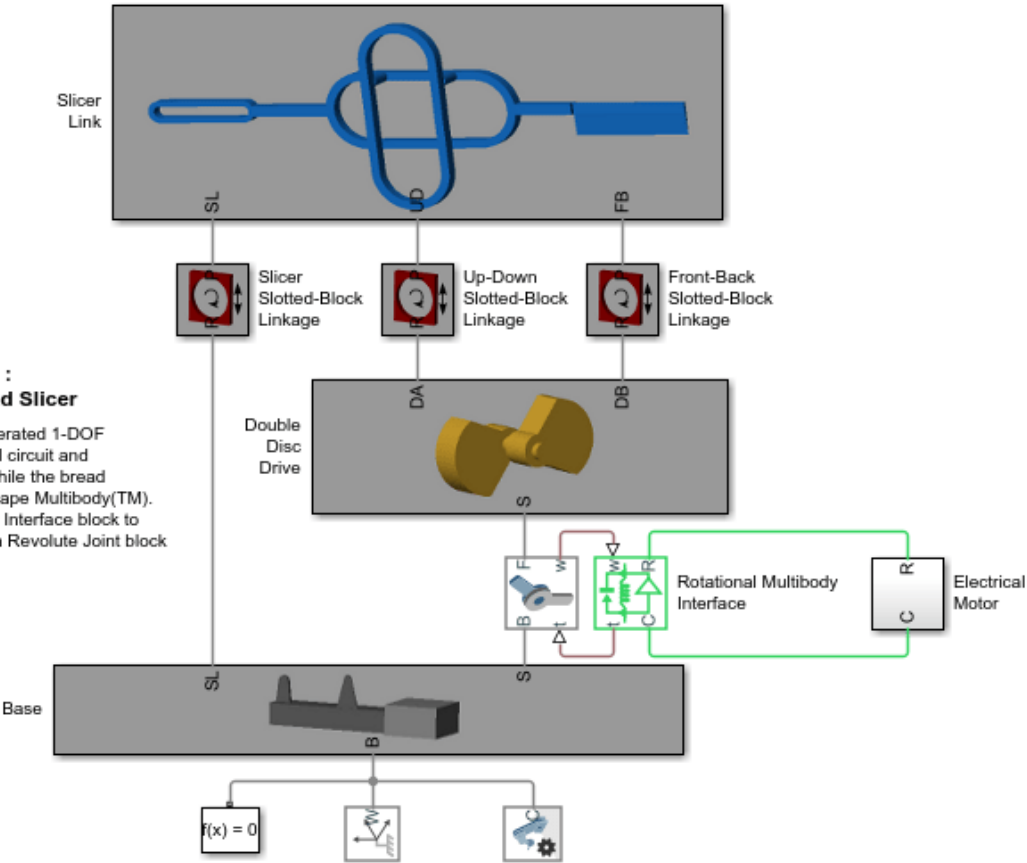 Slicer
Link
SL
UD
FB
P
R
Slicer
Slotted-Block
Linkage
P
R
Up-Down
Slotted-Block
Linkage
P
R
Front-Back
Slotted-Block
Linkage
:
d Slicer
erated 1-DOF
l circuit and
hile the bread
ape Multibody(TM).
Interface block to
Revolute Joint block
DA
DB
Double
Disc
Drive
S
F
w
B
t
w
R
t
C
Rotational Multibody
Interface
R
C
Electrical
Motor
SL
S
Base
B
f(x) = 0
W
C